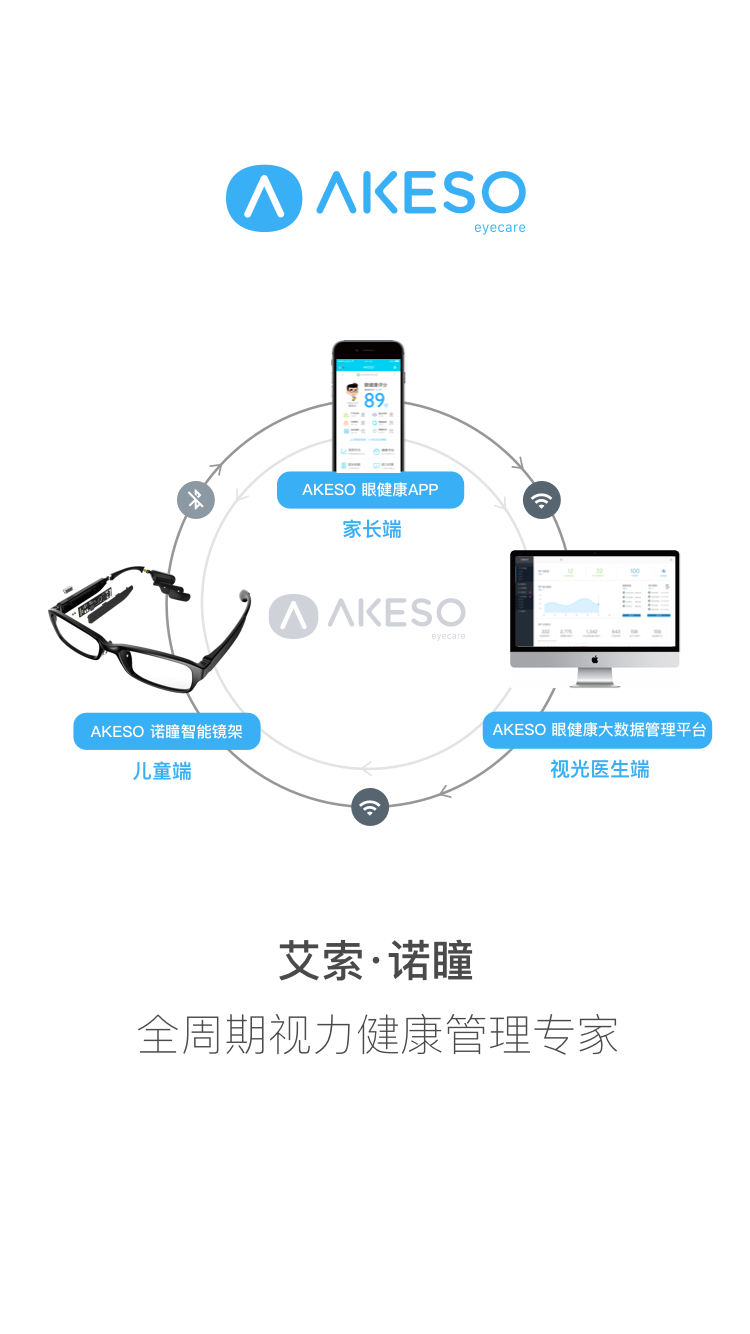 AKESO
eyecare
AKESO
89
AKESO 眼健康APP
家长端
AKESO
eyecare
AKESO 诺瞳智能镜架
儿童端
AKESO 眼健康大数据管理平台
视光医生端
艾索·诺瞳
全周期视力健康管理专家